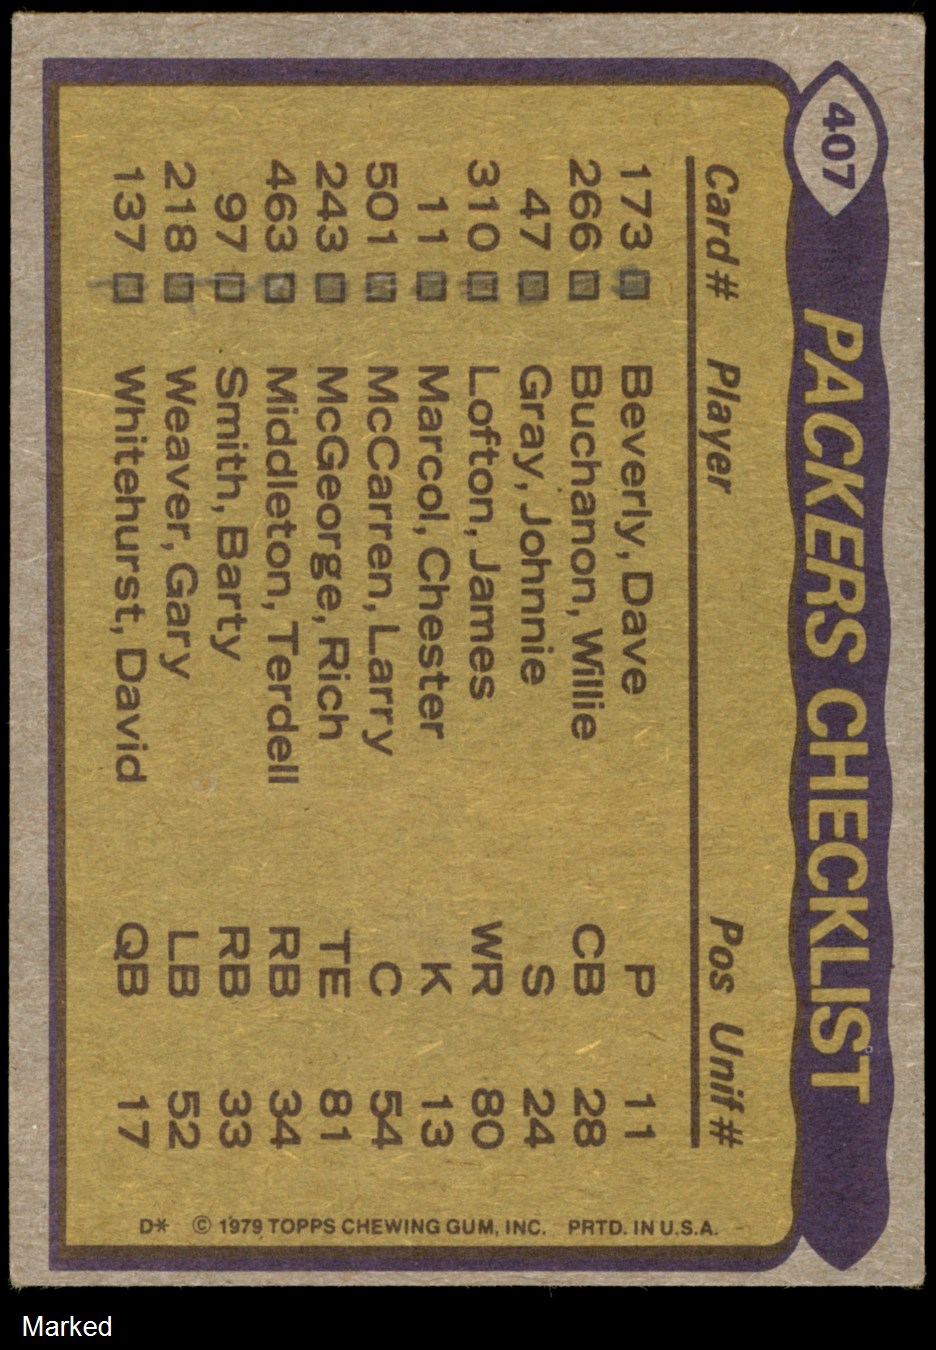 407
PACKERS CHECKLIST
Card # Player Pos Unif #
173 Beverly, Dave P 11
266 Buchanon, Willie CB 28
47 Gray, Johnnie S 24
310 Lofton, James WR 80
11 Marcol, Chester K 13
501 McCarren, Larry C 54
243 McGeorge, Rich TE 81
463 Middleton, Terdell RB 34
97 Smith, Barty RB 33
218 Weaver, Gary LB 52
137 Whitehurst, David QB 17
D* © 1979 TOPPS CHEWING GUM, INC. PRTD. IN U.S.A.
Marked